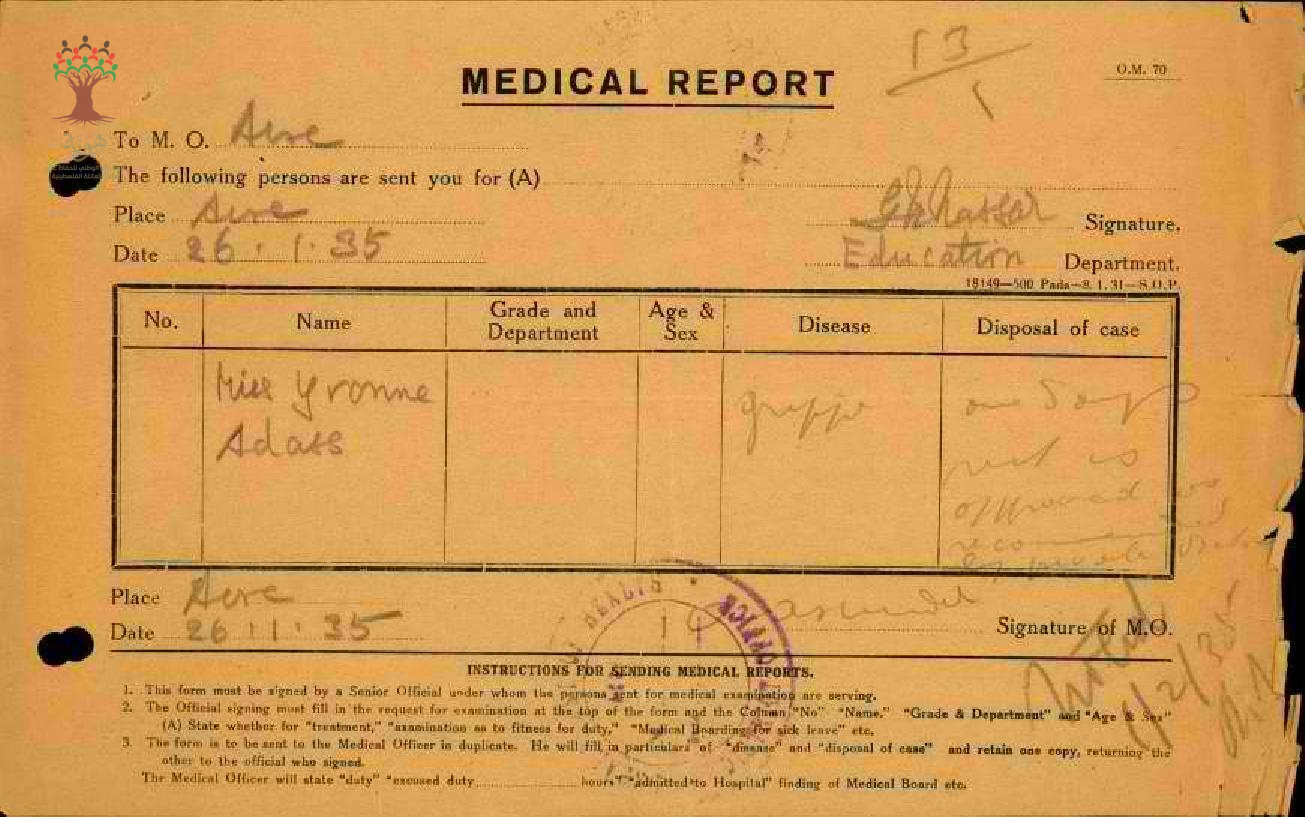 13/1
O.M. 70
MEDICAL REPORT
To M. O. Acre
The following persons are sent you for (A)
Place Acre
Signature,
Date 26.1.35
Education Department.
18149—500 Pads—8.1.31—S.O.P.
No. Name Grade and Department Age & Sex Disease Disposal of case
Miss Yvonne
Adass
grippe
one days
rest is
approved
Place Acre
Date 26.1.35
Signature of M.O.
Noted
6/2/35
INSTRUCTIONS FOR SENDING MEDICAL REPORTS.
1. This form must be signed by a Senior Official under whom the persons sent for medical examination are serving.
2. The Official signing must fill in the request for examination at the top of the form and the Column "No" "Name." "Grade & Department" and "Age & Sex"
(A) State whether for "treatment," "examination as to fitness for duty," "Medical Boarding for sick leave" etc.
3. The form is to be sent to the Medical Officer in duplicate. He will fill in particulars of "disease" and "disposal of case" and retain one copy, returning the
other to the official who signed.
The Medical Officer will state "duty" "excused duty hours" "admitted to Hospital" finding of Medical Board etc.